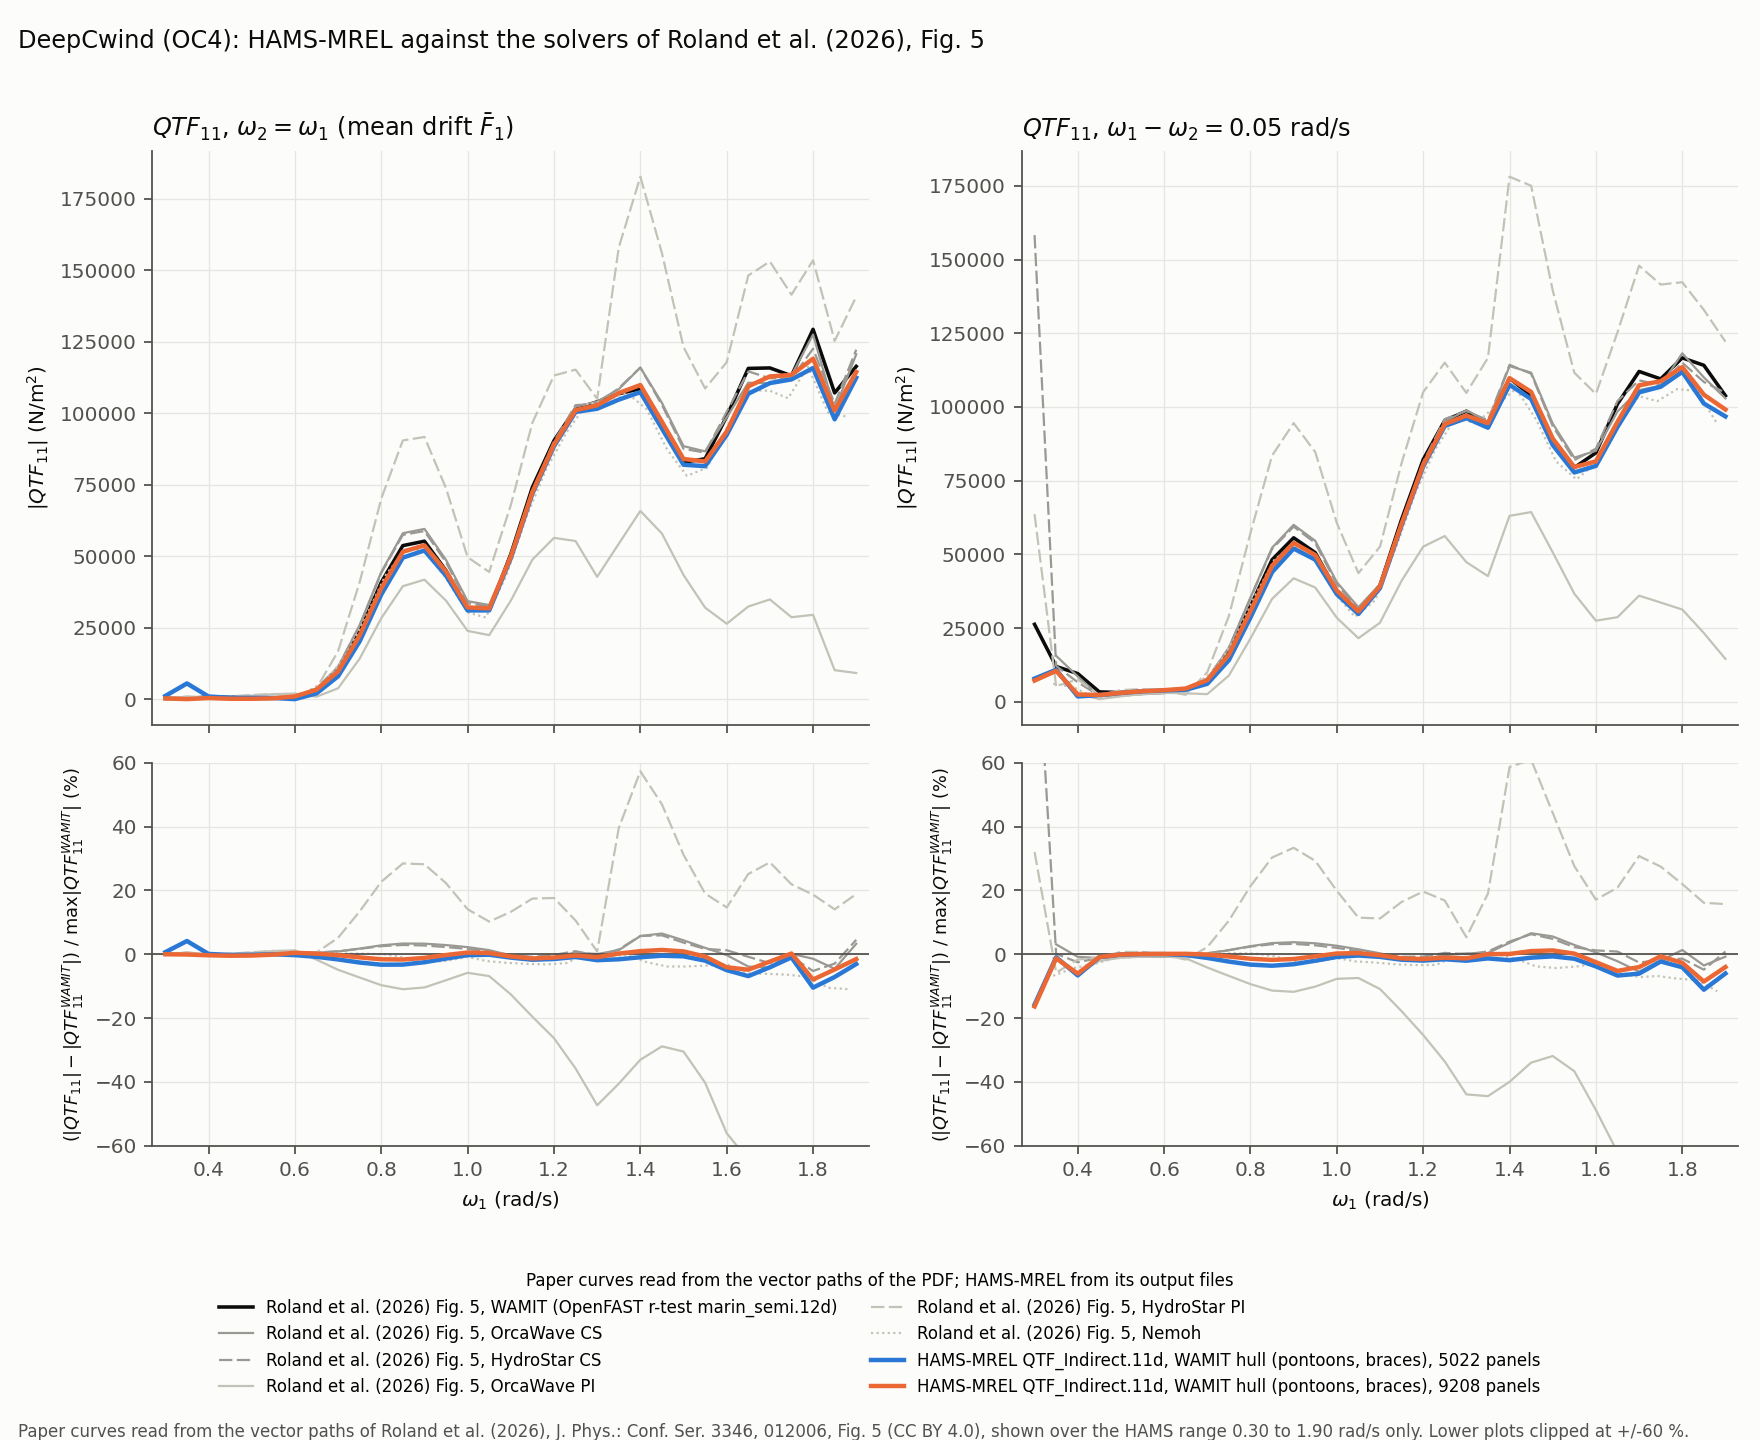 DeepCwind (OC4): HAMS-MREL against the solvers of Roland et al. (2026), Fig. 5
QTF₁₁, ω₂ = ω₁ (mean drift F̄₁)
QTF₁₁, ω₁ − ω₂ = 0.05 rad/s
|QTF₁₁| (N/m²)
175000
150000
125000
100000
75000
50000
25000
0
|QTF₁₁| (N/m²)
175000
150000
125000
100000
75000
50000
25000
0
(|QTF₁₁| − |QTF₁₁^WAMIT|) / max|QTF₁₁^WAMIT| (%)
60
40
20
0
−20
−40
−60
0.4 0.6 0.8 1.0 1.2 1.4 1.6 1.8
ω₁ (rad/s)
(|QTF₁₁| − |QTF₁₁^WAMIT|) / max|QTF₁₁^WAMIT| (%)
60
40
20
0
−20
−40
−60
0.4 0.6 0.8 1.0 1.2 1.4 1.6 1.8
ω₁ (rad/s)
Paper curves read from the vector paths of the PDF; HAMS-MREL from its output files
Roland et al. (2026) Fig. 5, WAMIT (OpenFAST r-test marin_semi.12d)
Roland et al. (2026) Fig. 5, OrcaWave CS
Roland et al. (2026) Fig. 5, HydroStar CS
Roland et al. (2026) Fig. 5, OrcaWave PI
Roland et al. (2026) Fig. 5, HydroStar PI
Roland et al. (2026) Fig. 5, Nemoh
HAMS-MREL QTF_Indirect.11d, WAMIT hull (pontoons, braces), 5022 panels
HAMS-MREL QTF_Indirect.11d, WAMIT hull (pontoons, braces), 9208 panels
Paper curves read from the vector paths of Roland et al. (2026), J. Phys.: Conf. Ser. 3346, 012006, Fig. 5 (CC BY 4.0), shown over the HAMS range 0.30 to 1.90 rad/s only. Lower plots clipped at +/-60 %.